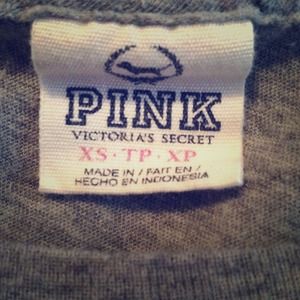 PINK
VICTORIA'S SECRET
XS · TP · XP
MADE IN / FAIT EN /
HECHO EN INDONESIA